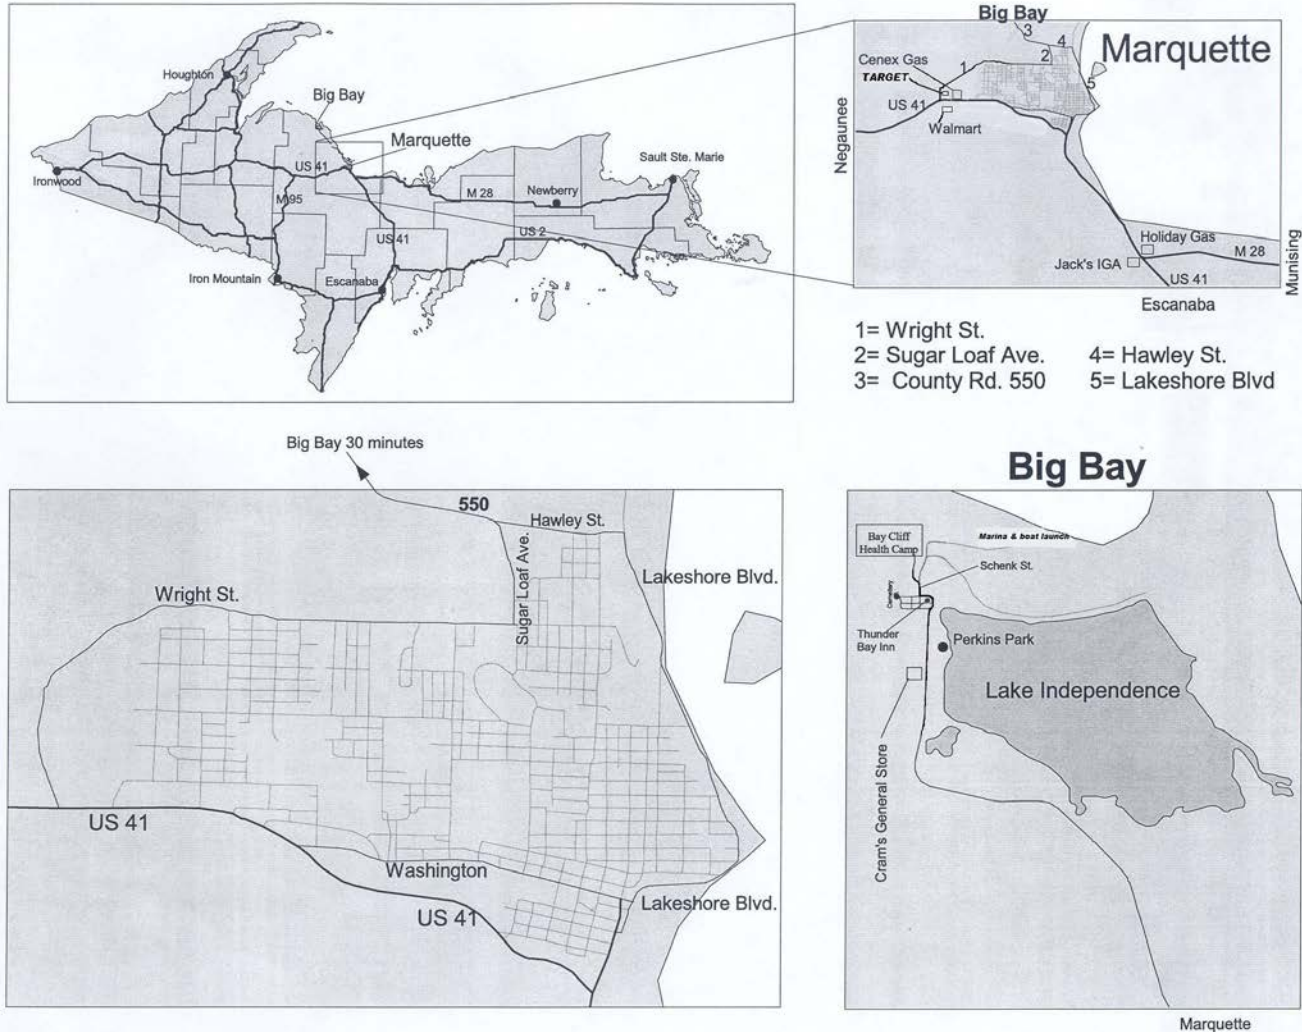 Houghton
Big Bay
Marquette
Sault Ste. Marie
Ironwood
US 41
M 28
Newberry
M 95
US 41
US 2
Iron Mountain
Escanaba
Big Bay
3
4
Marquette
Cenex Gas
1
2
TARGET
5
US 41
Walmart
Negaunee
Holiday Gas
M 28
Jack's IGA
US 41
Munising
Escanaba
1= Wright St.
2= Sugar Loaf Ave.
4= Hawley St.
3= County Rd. 550
5= Lakeshore Blvd
Big Bay 30 minutes
550
Hawley St.
Sugar Loaf Ave.
Lakeshore Blvd.
Wright St.
US 41
Washington
US 41
Lakeshore Blvd.
Big Bay
Bay Cliff
Health Camp
Marina & boat launch
Schenk St.
Cemetery
Thunder
Bay Inn
Perkins Park
Lake Independence
Cram's General Store
Marquette